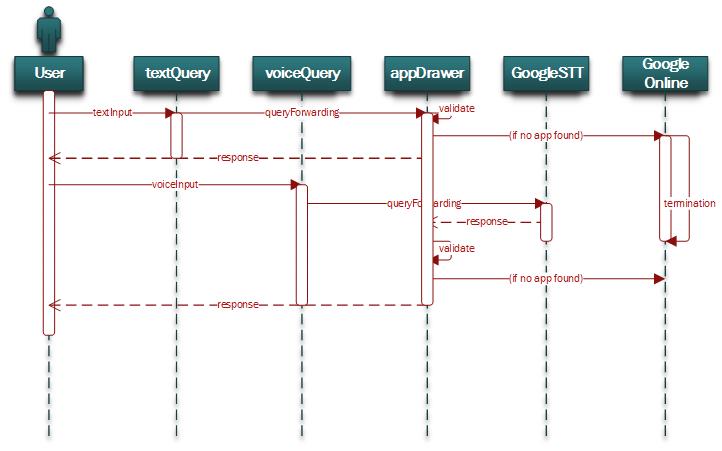 User
textQuery
voiceQuery
appDrawer
GoogleSTT
Google
Online
textInput
queryForwarding
validate
(if no app found)
response
voiceInput
queryForwarding
termination
response
validate
(if no app found)
response